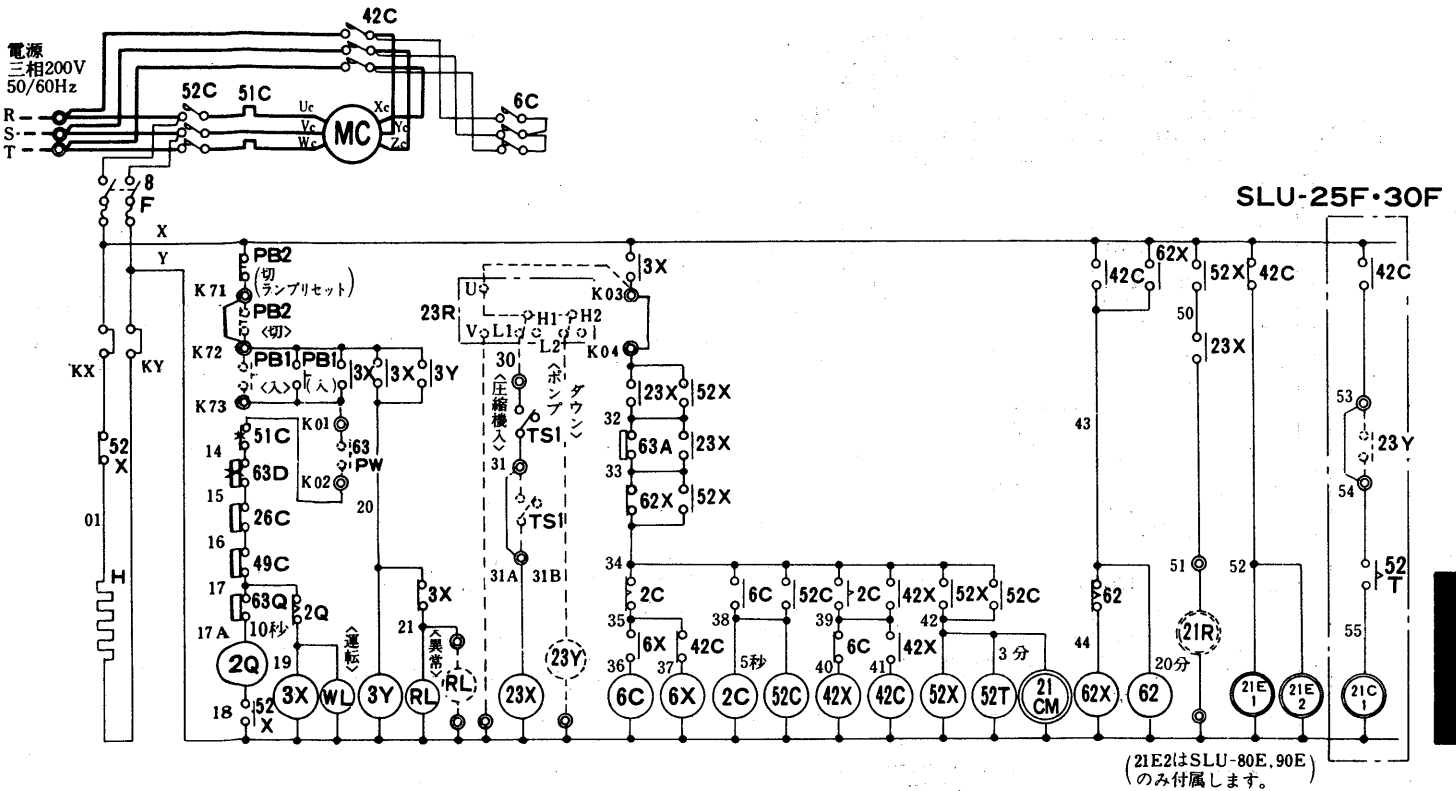 42C
電源
三相200V
50/60Hz
52C
51C
6C
R
S
T
Uc
Vc
Wc
MC
Xc
Yc
Zc
8
F
SLU-25F・30F
X
Y
PB2
(切
ランプリセット)
K71
PB2
<切>
K72
PB1
<入>
PB1
(入)
3X
3X
3Y
K73
K01
63
PW
K02
KX
KY
52
X
01
H
51C
14
63D
15
26C
16
49C
17
63Q
17A
10秒
2Q
2Q
18
52
X
19
3X
WL
〈運転〉
20
3Y
3X
21
RL
〈異常〉
RL
23R
U
V
L1
H1
L2
H2
30
〈圧縮機入〉
TS1
31
TS1
31A
31B
〈ポンプ
ダウン〉
23X
23Y
3X
K03
K04
23X
52X
32
63A
23X
33
62X
52X
34
2C
6C
52C
2C
42X
52X
52C
35
38
39
42
6X
42C
6C
42X
36
37
40
41
5秒
3分
6C
6X
2C
52C
42X
42C
52X
52T
21
CM
42C
62X
43
62
44
62X
62
20分
52X
50
23X
51
21R
42C
52
21E
1
21E
2
42C
53
23Y
54
52
T
55
21C
1
(21E2はSLU-80E,90E
のみ付属します。)